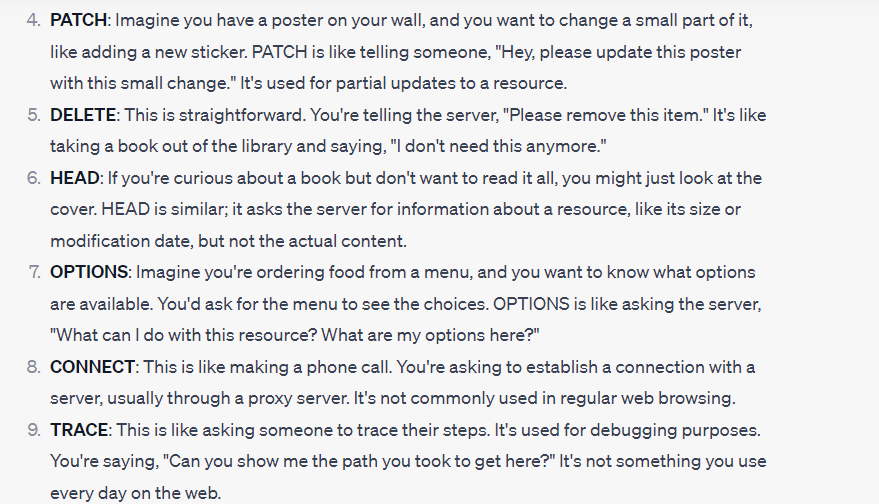 4. PATCH: Imagine you have a poster on your wall, and you want to change a small part of it,
like adding a new sticker. PATCH is like telling someone, "Hey, please update this poster
with this small change." It's used for partial updates to a resource.
5. DELETE: This is straightforward. You're telling the server, "Please remove this item." It's like
taking a book out of the library and saying, "I don't need this anymore."
6. HEAD: If you're curious about a book but don't want to read it all, you might just look at the
cover. HEAD is similar; it asks the server for information about a resource, like its size or
modification date, but not the actual content.
7. OPTIONS: Imagine you're ordering food from a menu, and you want to know what options
are available. You'd ask for the menu to see the choices. OPTIONS is like asking the server,
"What can I do with this resource? What are my options here?"
8. CONNECT: This is like making a phone call. You're asking to establish a connection with a
server, usually through a proxy server. It's not commonly used in regular web browsing.
9. TRACE: This is like asking someone to trace their steps. It's used for debugging purposes.
You're saying, "Can you show me the path you took to get here?" It's not something you use
every day on the web.